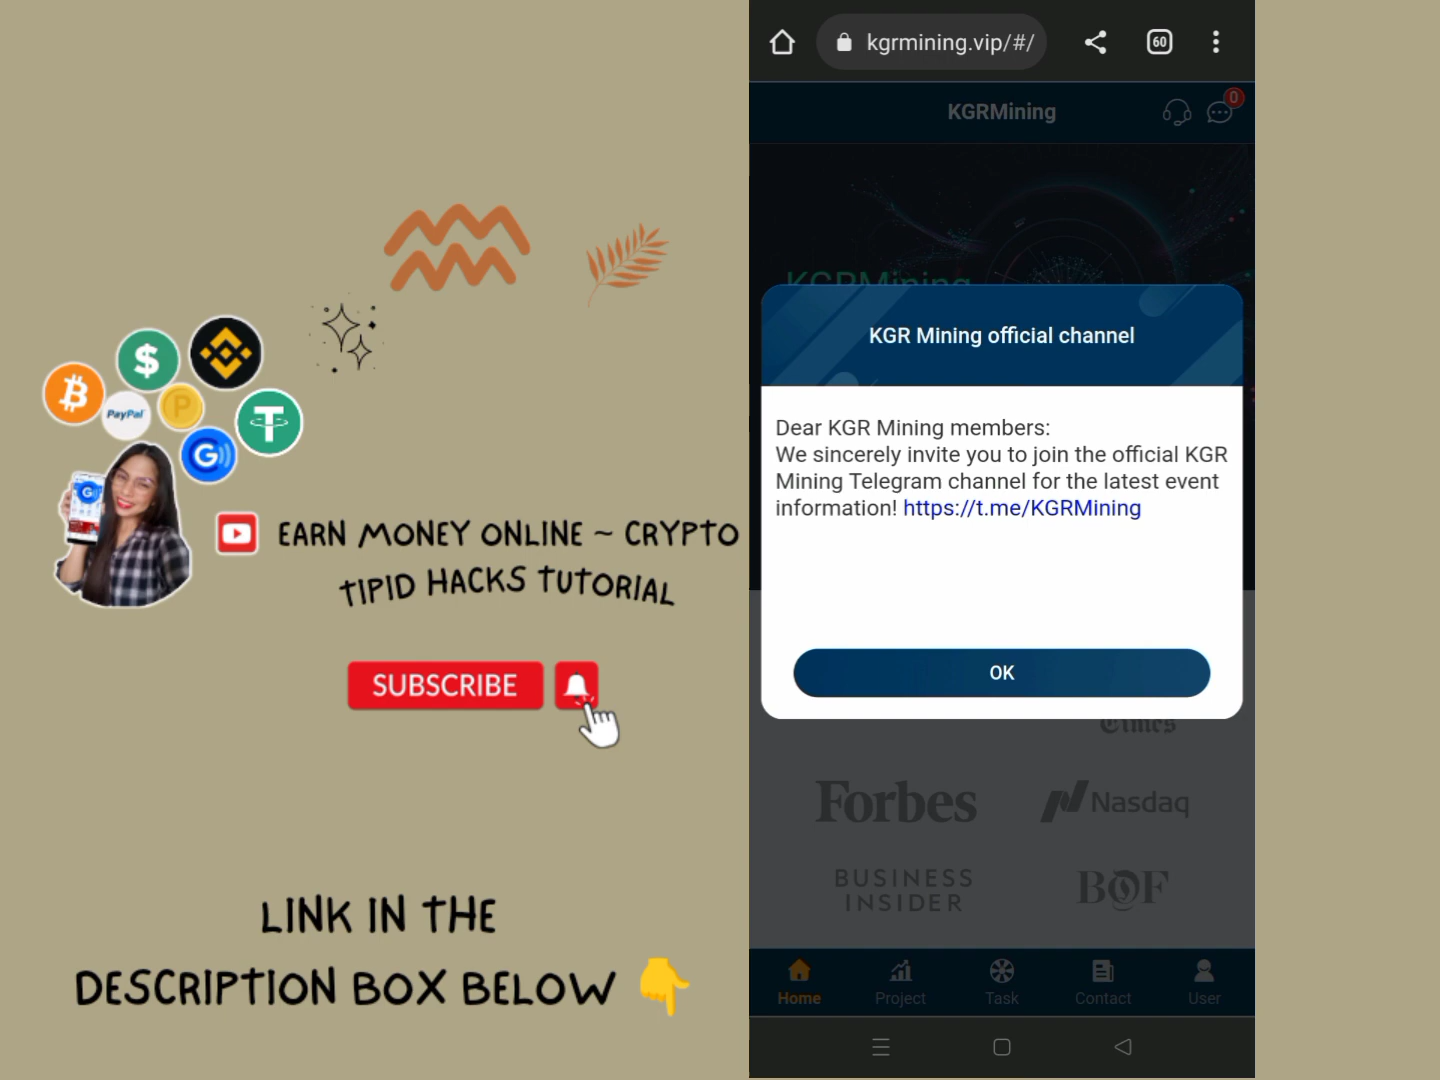 kgrmining.vip/#/
60
KGRMining
0
KGRMining
KGR Mining official channel
Dear KGR Mining members:
We sincerely invite you to join the official KGR
Mining Telegram channel for the latest event
information! https://t.me/KGRMining
OK
Times
Forbes
Nasdaq
BUSINESS
INSIDER
BOF
Home
Project
Task
Contact
User
PayPal
EARN MONEY ONLINE ~ CRYPTO
TIPID HACKS TUTORIAL
SUBSCRIBE
LINK IN THE
DESCRIPTION BOX BELOW 👇